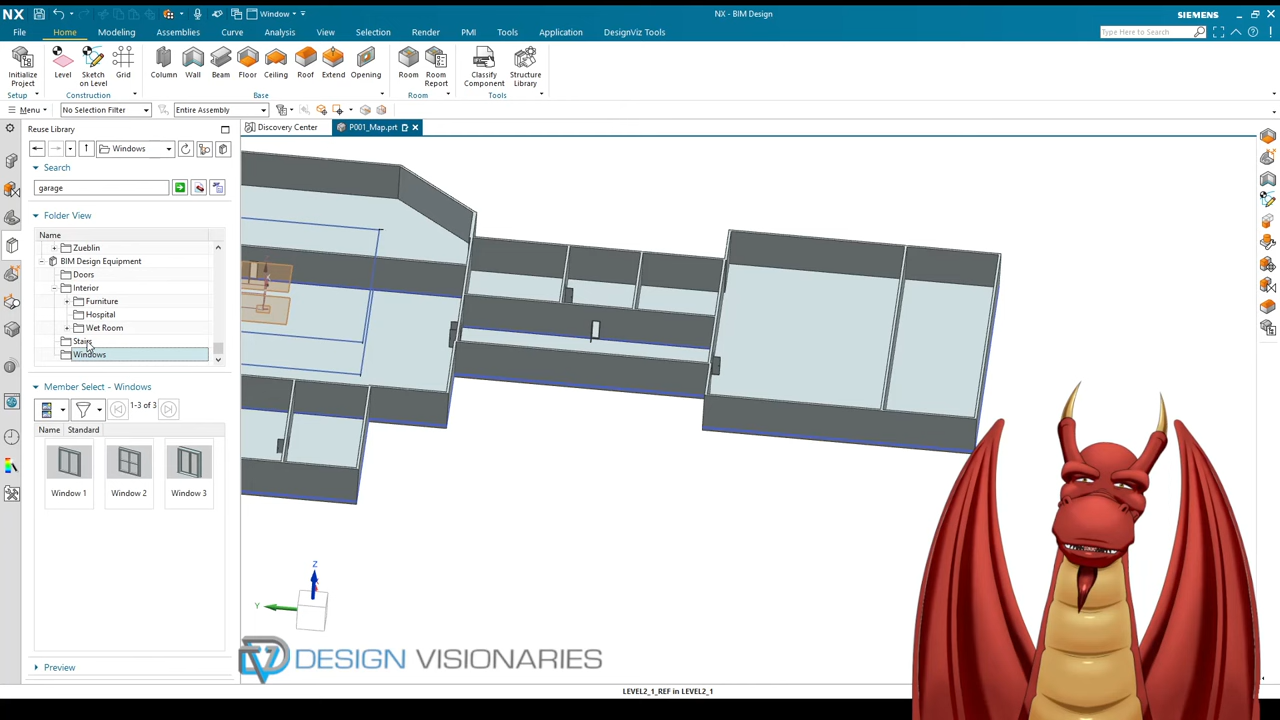 NX
Window
NX - BIM Design
SIEMENS
File
Home
Modeling
Assemblies
Curve
Analysis
View
Selection
Render
PMI
Tools
Application
DesignViz Tools
Type Here to Search
Initialize Project
Level
Sketch on Level
Grid
Column
Wall
Beam
Floor
Ceiling
Roof
Extend
Opening
Room
Room Report
Classify Component
Structure Library
Setup
Construction
Base
Room
Tools
Menu
No Selection Filter
Entire Assembly
Reuse Library
Discovery Center
P001_Map.prt
Windows
Search
garage
Folder View
Name
Zueblin
BIM Design Equipment
Doors
Interior
Furniture
Hospital
Wet Room
Stairs
Windows
Member Select - Windows
1-3 of 3
Name Standard
Window 1
Window 2
Window 3
Preview
Z
Y
DV DESIGN VISIONARIES
LEVEL2_1_REF in LEVEL2_1